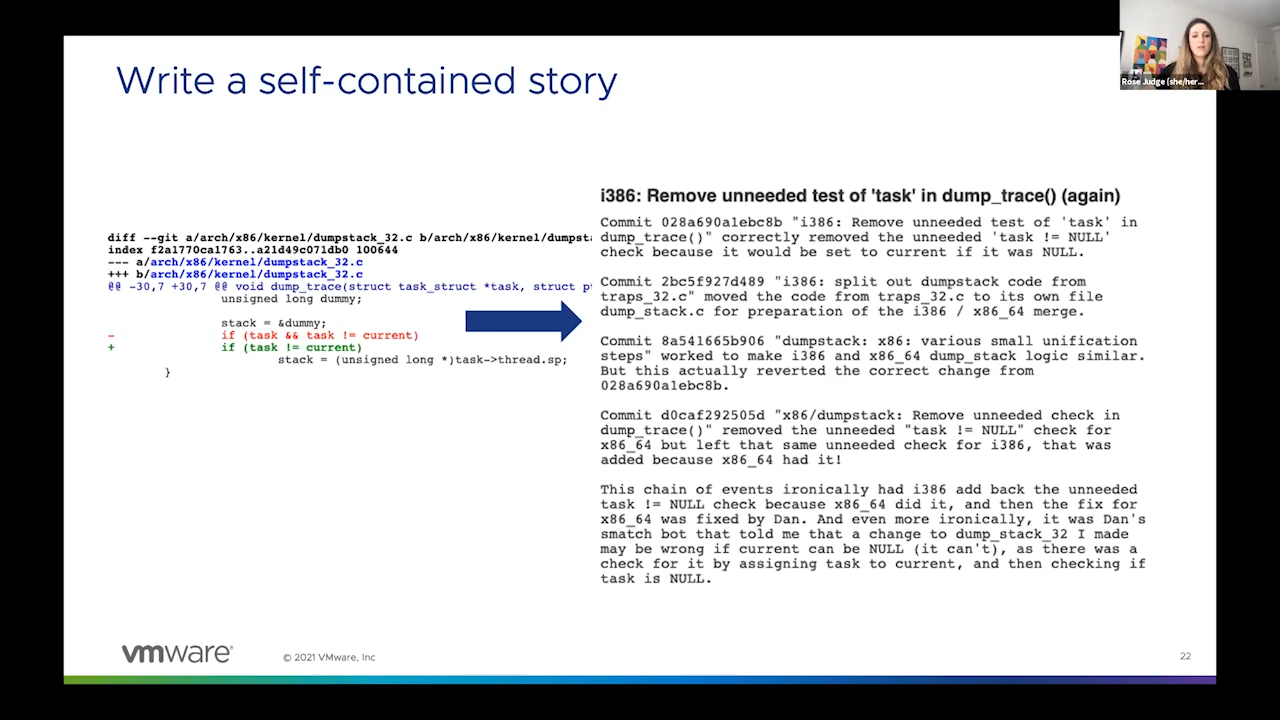 Write a self-contained story
Rose Judge (she/her...
diff --git a/arch/x86/kernel/dumpstack_32.c b/arch/x86/kernel/dumpsta
index f2a1770ca1763..a21d49c071db0 100644
--- a/arch/x86/kernel/dumpstack_32.c
+++ b/arch/x86/kernel/dumpstack_32.c
@@ -30,7 +30,7 @@ void dump_trace(struct task_struct *task, struct pt
unsigned long dummy;
stack = &dummy;
- if (task && task != current)
+ if (task != current)
stack = (unsigned long *)task->thread.sp;
}
i386: Remove unneeded test of 'task' in dump_trace() (again)
Commit 028a690a1ebc8b "i386: Remove unneeded test of 'task' in
dump_trace()" correctly removed the unneeded 'task != NULL'
check because it would be set to current if it was NULL.
Commit 2bc5f927d489 "i386: split out dumpstack code from
traps_32.c" moved the code from traps_32.c to its own file
dump_stack.c for preparation of the i386 / x86_64 merge.
Commit 8a541665b906 "dumpstack: x86: various small unification
steps" worked to make i386 and x86_64 dump_stack logic similar.
But this actually reverted the correct change from
028a690a1ebc8b.
Commit d0caf292505d "x86/dumpstack: Remove unneeded check in
dump_trace()" removed the unneeded "task != NULL" check for
x86_64 but left that same unneeded check for i386, that was
added because x86_64 had it!
This chain of events ironically had i386 add back the unneeded
task != NULL check because x86_64 did it, and then the fix for
x86_64 was fixed by Dan. And even more ironically, it was Dan's
smatch bot that told me that a change to dump_stack_32 I made
may be wrong if current can be NULL (it can't), as there was a
check for it by assigning task to current, and then checking if
task is NULL.
vmware®
© 2021 VMware, Inc
22